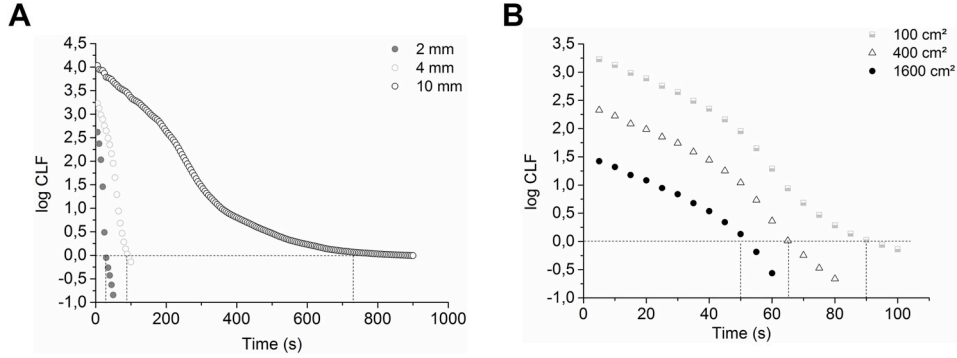 A
4,5
4,0
3,5
3,0
2,5
2,0
1,5
1,0
0,5
0,0
-0,5
-1,0
log CLF
2 mm
4 mm
10 mm
0 200 400 600 800 1000
Time (s)
B
3,5
3,0
2,5
2,0
1,5
1,0
0,5
0,0
-0,5
-1,0
log CLF
100 cm²
400 cm²
1600 cm²
0 20 40 60 80 100
Time (s)